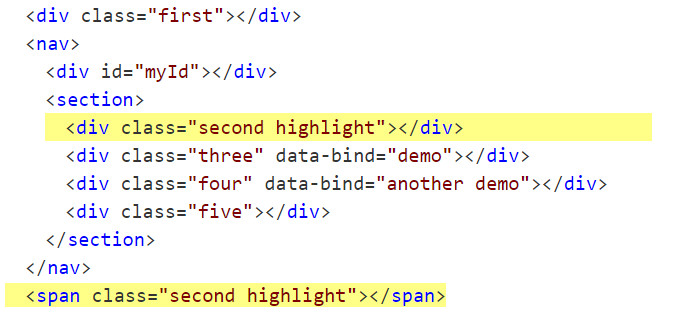 <div class="first"></div>
<nav>
<div id="myId"></div>
<section>
<div class="second highlight"></div>
<div class="three" data-bind="demo"></div>
<div class="four" data-bind="another demo"></div>
<div class="five"></div>
</section>
</nav>
<span class="second highlight"></span>